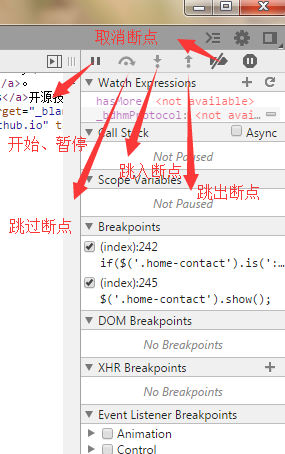 取消断点
</a>。
s</a>开源技
rget="_blan
thub.io" t
开始、暂停
Watch Expressions
hasMore: <not available>
_bdhmProtocol: <not avai…
Call Stack
Async
Not Paused
跳入断点
Scope Variables
Not Paused
跳出断点
跳过断点
Breakpoints
(index):242
if($('.home-contact').is(':…
(index):245
$('.home-contact').show();
DOM Breakpoints
No Breakpoints
XHR Breakpoints
No Breakpoints
Event Listener Breakpoints
Animation
Control